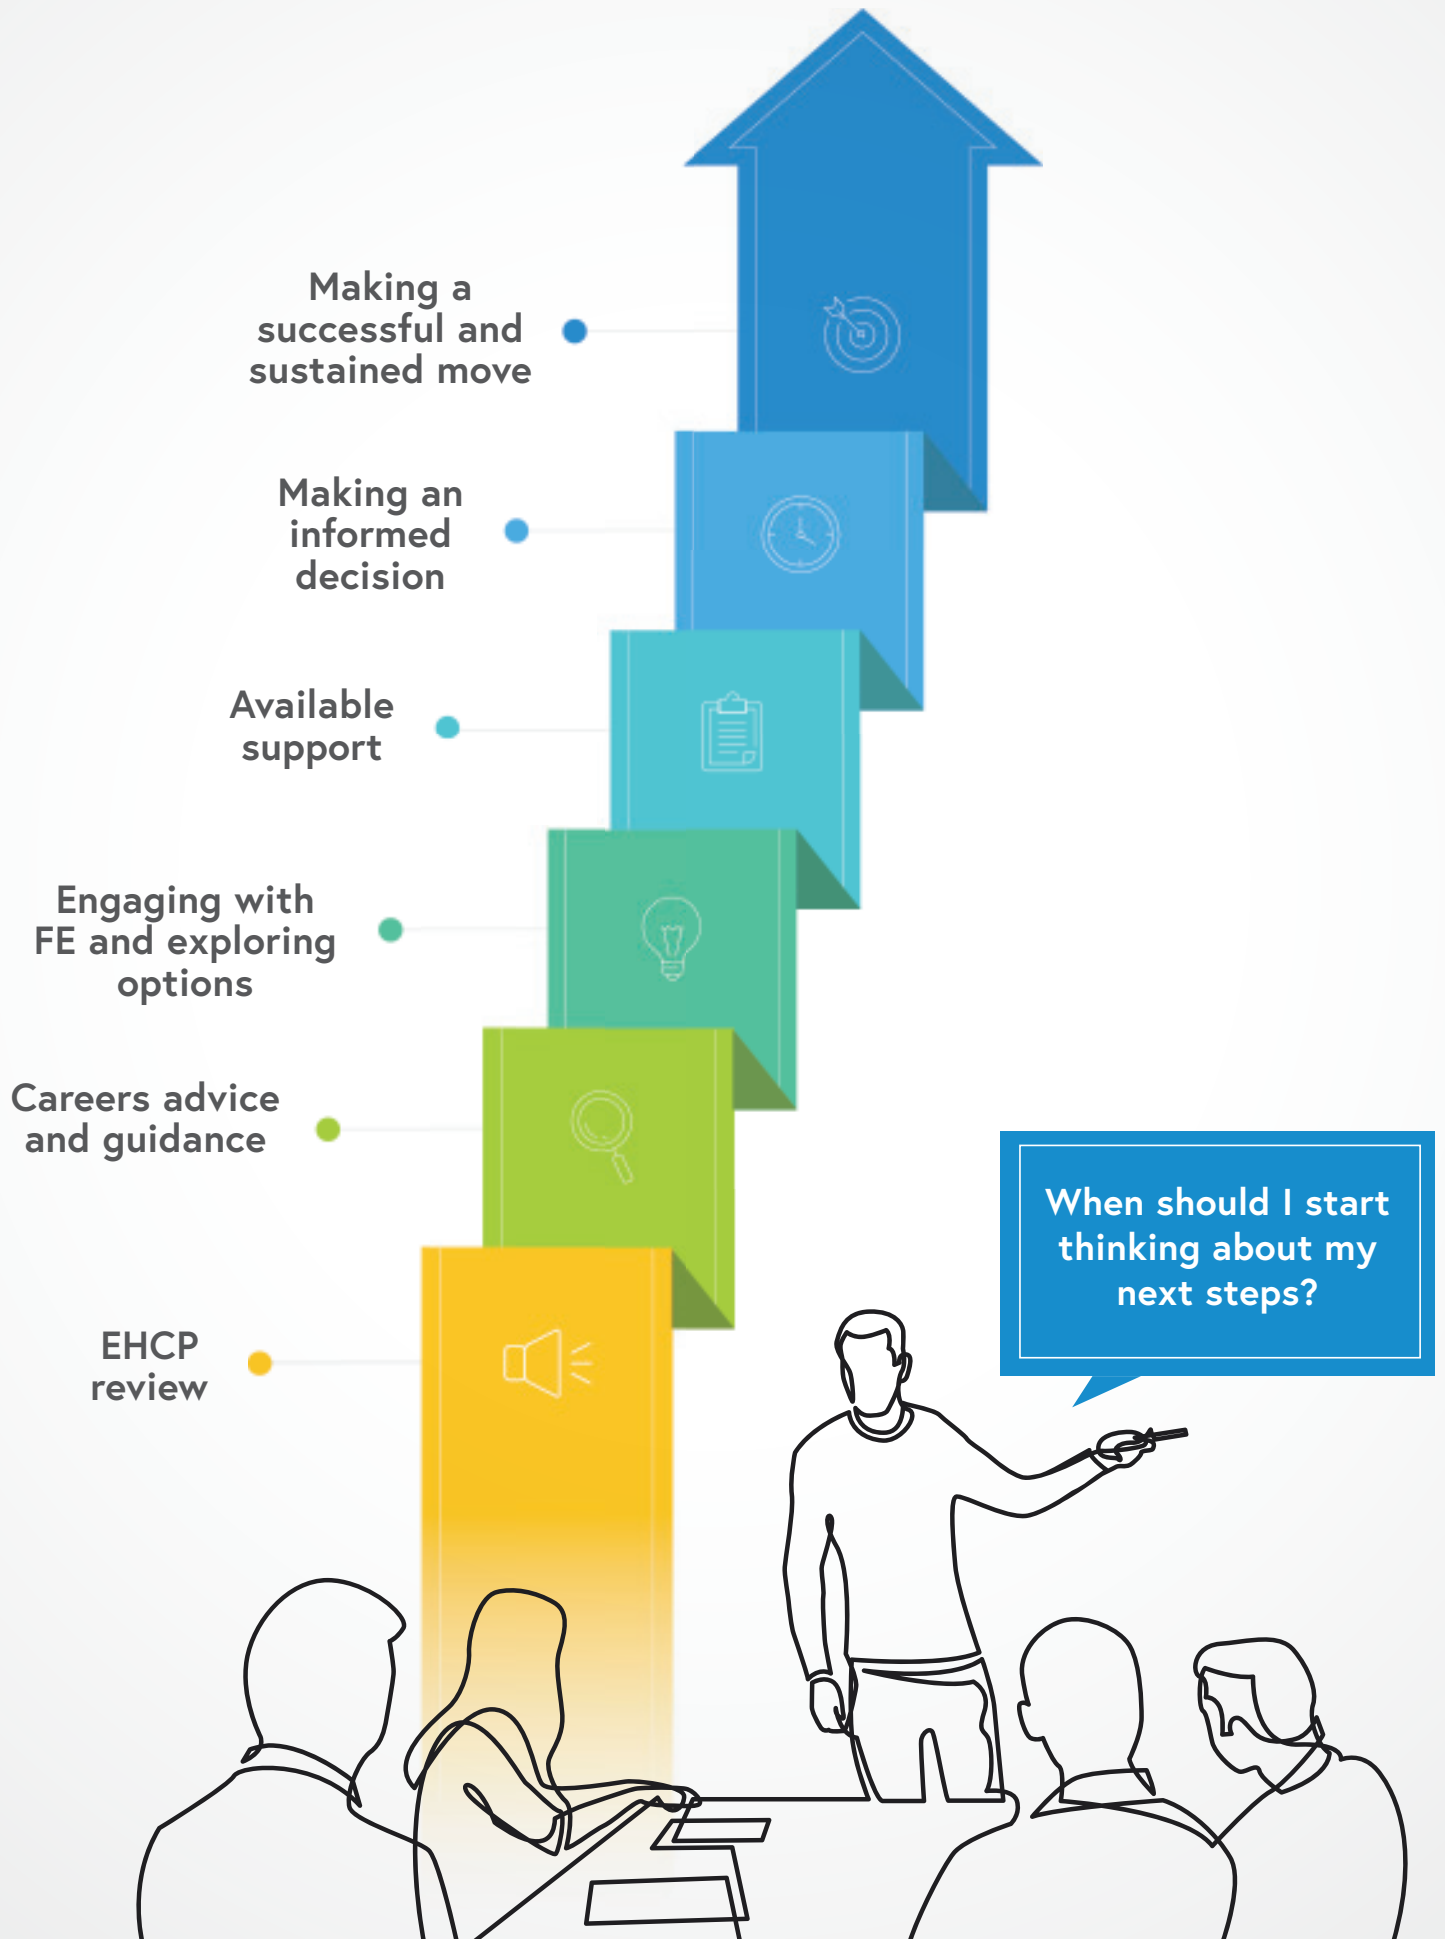 Making a
successful and
sustained move
Making an
informed
decision
Available
support
Engaging with
FE and exploring
options
Careers advice
and guidance
When should I start
thinking about my
next steps?
EHCP
review